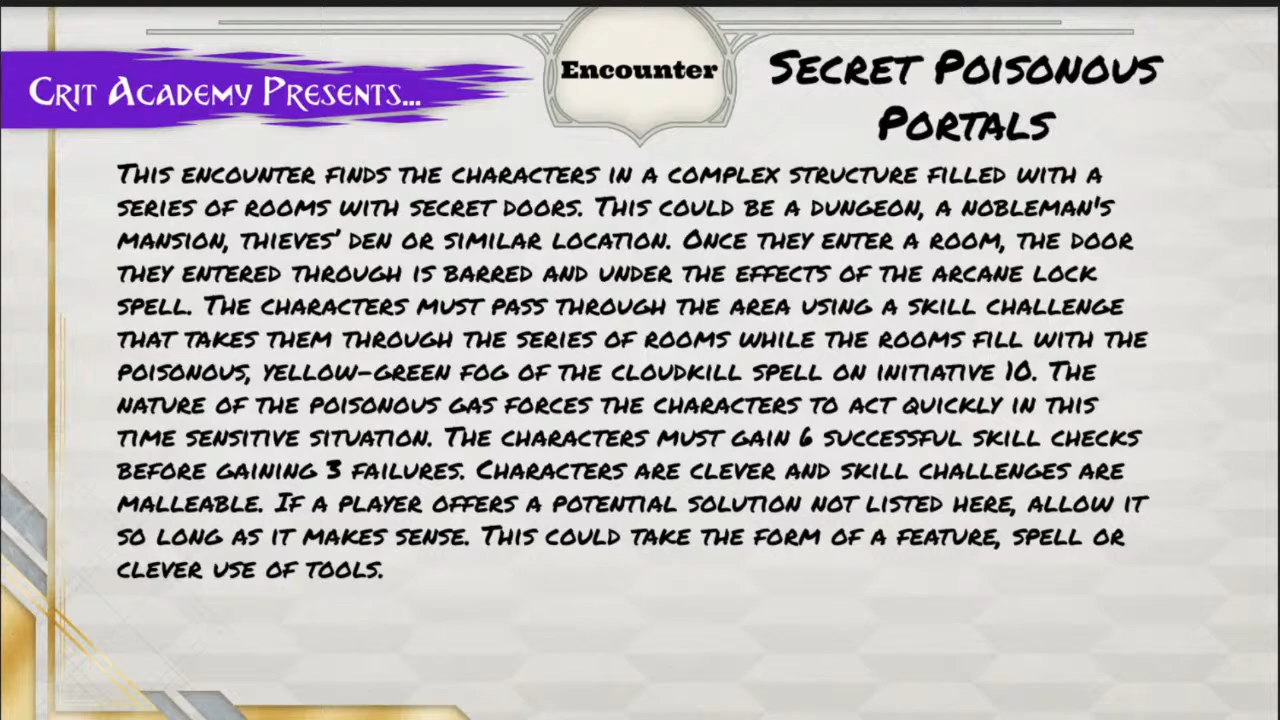 Crit Academy Presents...
Encounter
Secret Poisonous
Portals
This encounter finds the characters in a complex structure filled with a
series of rooms with secret doors. This could be a dungeon, a nobleman's
mansion, thieves' den or similar location. Once they enter a room, the door
they entered through is barred and under the effects of the arcane lock
spell. The characters must pass through the area using a skill challenge
that takes them through the series of rooms while the rooms fill with the
poisonous, yellow-green fog of the cloudkill spell on initiative 10. The
nature of the poisonous gas forces the characters to act quickly in this
time sensitive situation. The characters must gain 6 successful skill checks
before gaining 3 failures. Characters are clever and skill challenges are
malleable. If a player offers a potential solution not listed here, allow it
so long as it makes sense. This could take the form of a feature, spell or
clever use of tools.